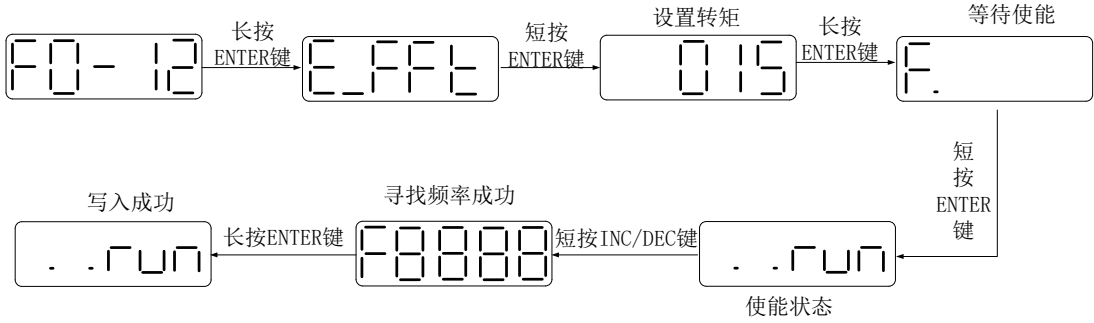 F0-12
长按
ENTER键
E_FFt
短按
ENTER键
设置转矩
015
长按
ENTER键
等待使能
F.
短
按
ENTER
键
..run
使能状态
短按INC/DEC键
寻找频率成功
F8888
长按ENTER键
写入成功
..run